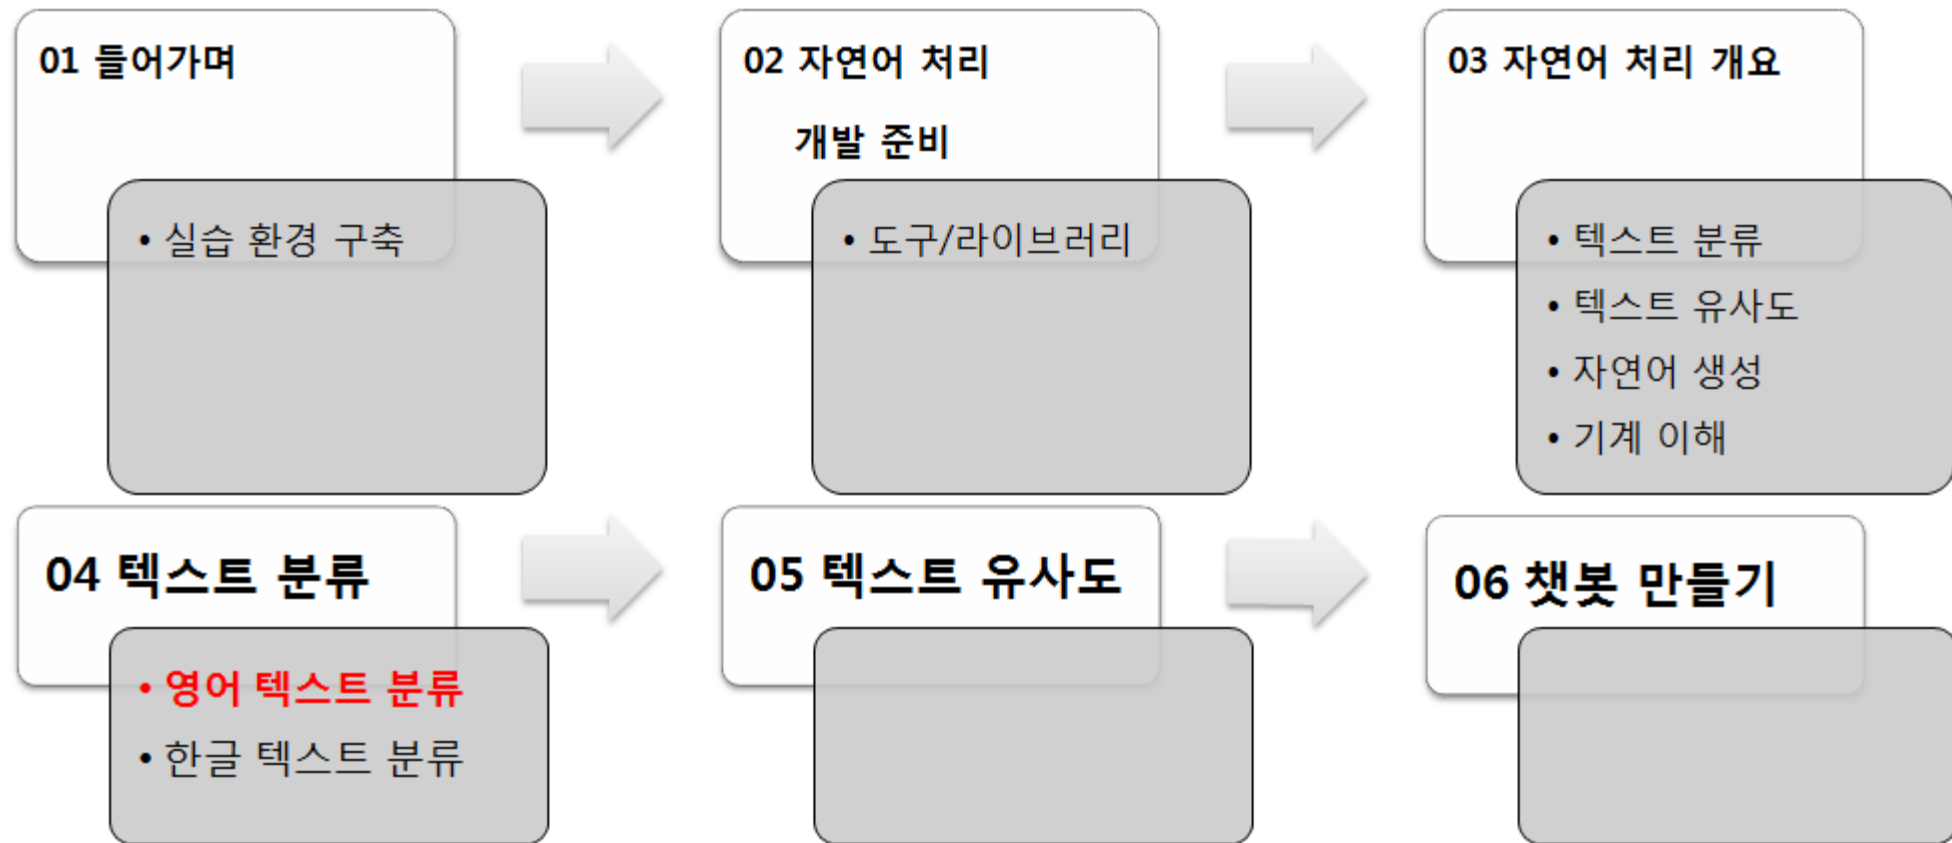 01 들어가며
• 실습 환경 구축
02 자연어 처리
개발 준비
• 도구/라이브러리
03 자연어 처리 개요
• 텍스트 분류
• 텍스트 유사도
• 자연어 생성
• 기계 이해
04 텍스트 분류
• 영어 텍스트 분류
• 한글 텍스트 분류
05 텍스트 유사도
06 챗봇 만들기